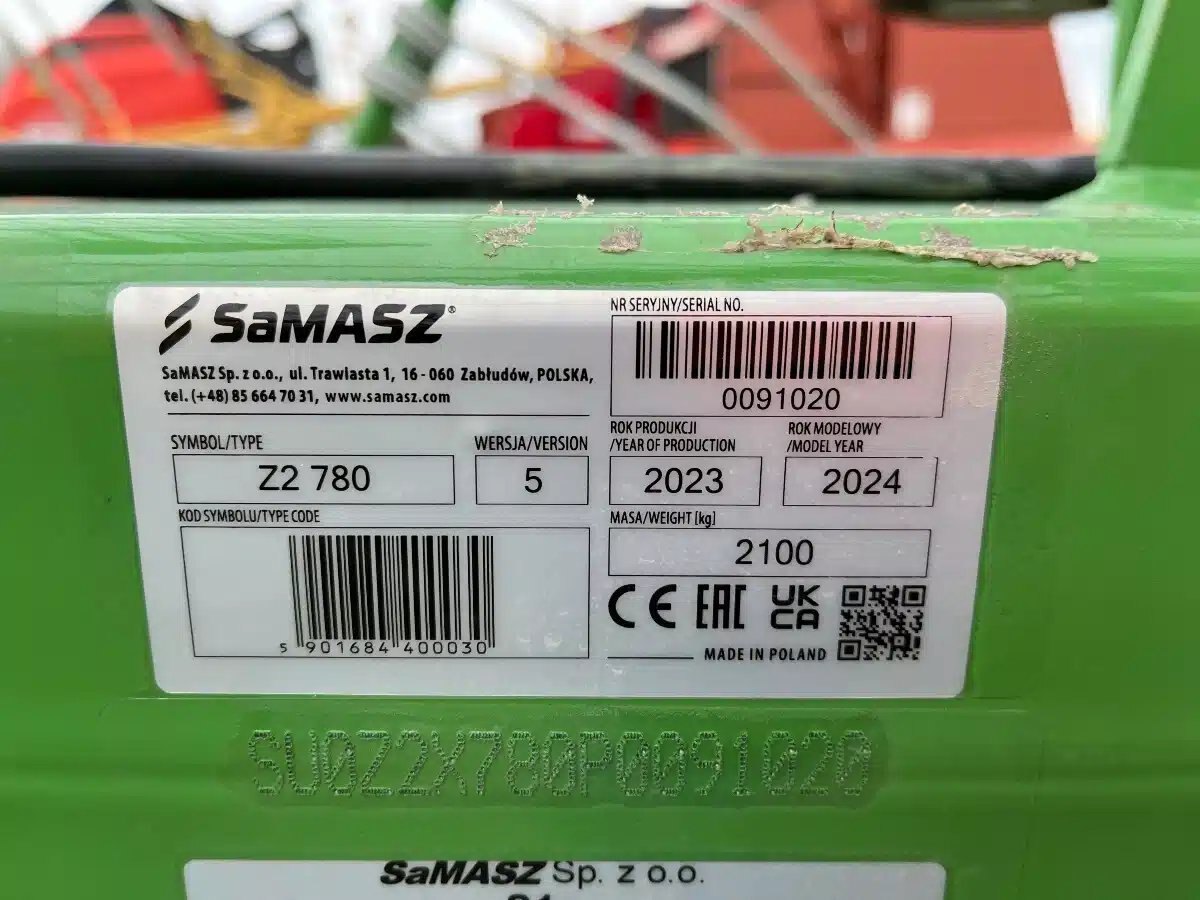 SaMASZ®
SaMASZ Sp. z o.o., ul. Trawiasta 1, 16 - 060 Zabłudów, POLSKA,
tel. (+48) 85 664 70 31, www.samasz.com
SYMBOL/TYPE
Z2 780
WERSJA/VERSION
5
KOD SYMBOLU/TYPE CODE
5 901684 400030
NR SERYJNY/SERIAL NO.
0091020
ROK PRODUKCJI
/YEAR OF PRODUCTION
2023
ROK MODELOWY
/MODEL YEAR
2024
MASA/WEIGHT [kg]
2100
CE EAC UK
CA
MADE IN POLAND
SU0Z2X780P0091020
SaMASZ Sp. z o.o.